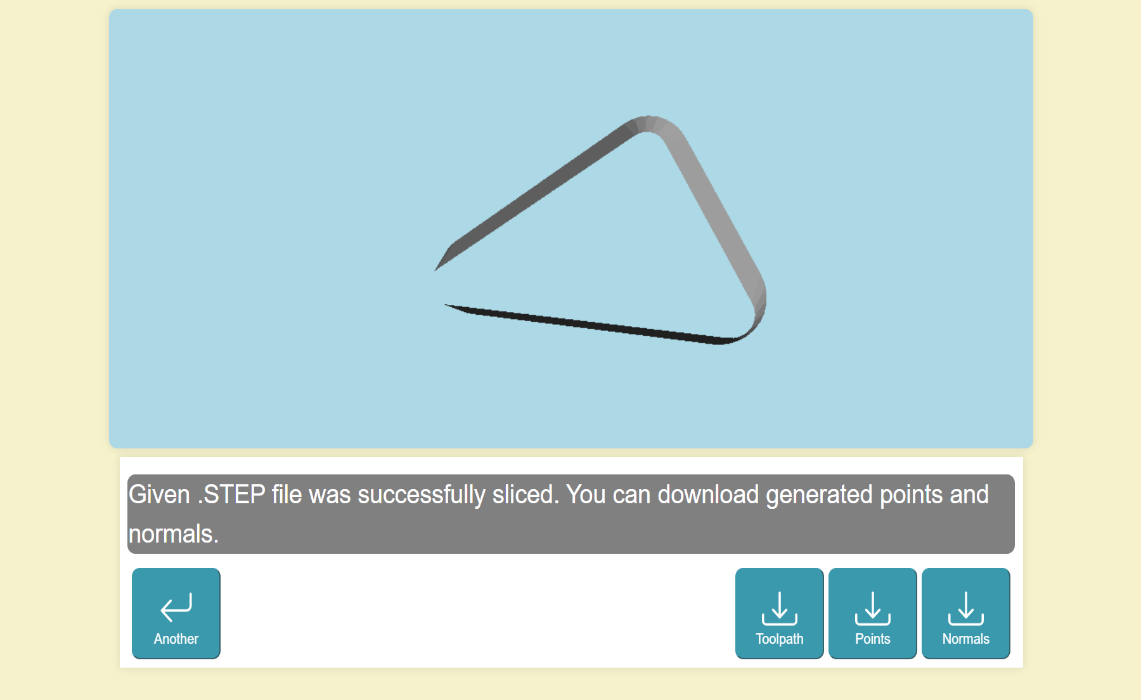 Given .STEP file was successfully sliced. You can download generated points and
normals.
Another
Toolpath
Points
Normals